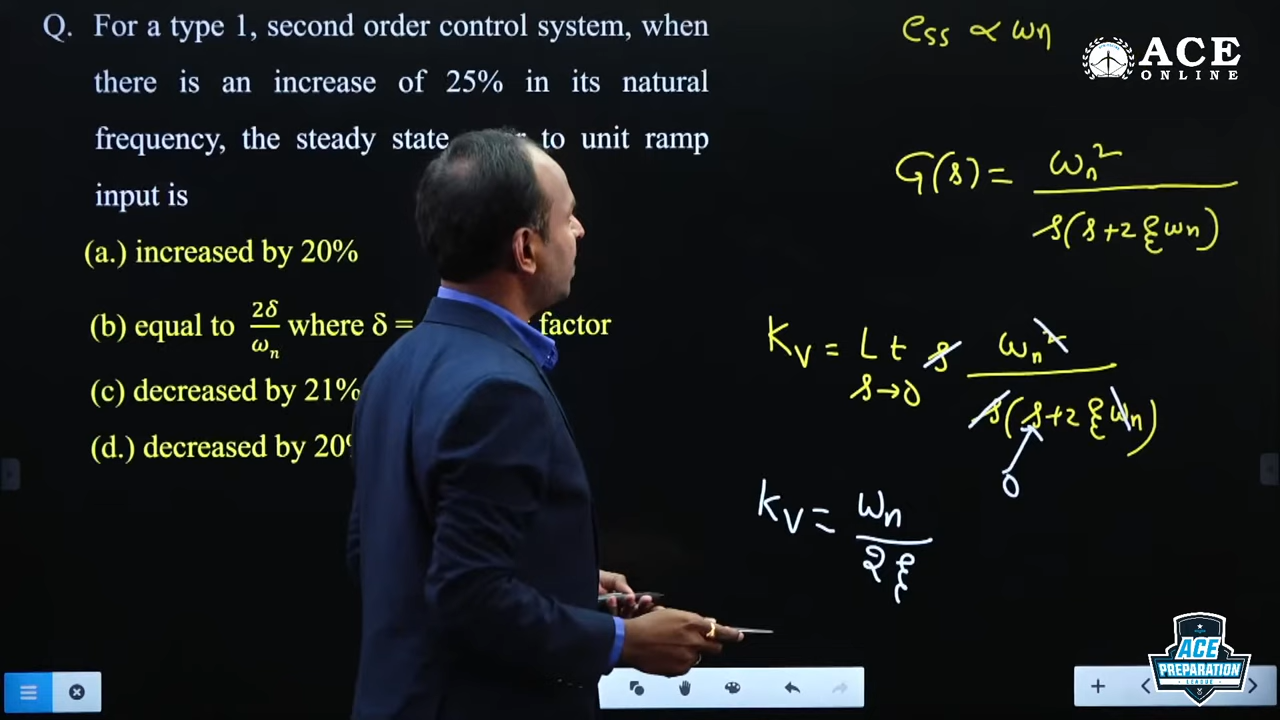 Q. For a type 1, second order control system, when
there is an increase of 25% in its natural
frequency, the steady state to unit ramp
input is
(a.) increased by 20%
(b) equal to 2δ/ωn where δ = factor
(c) decreased by 21%
(d.) decreased by 20%
ess ∝ ωn
ACE
ONLINE
G(s) = ωn²/s(s+2ξωn)
Kv = Lt s→0 s ωn²/s(s+2ξωn)
0
Kv = ωn/2ξ
ACE
PREPARATION
LEAGUE